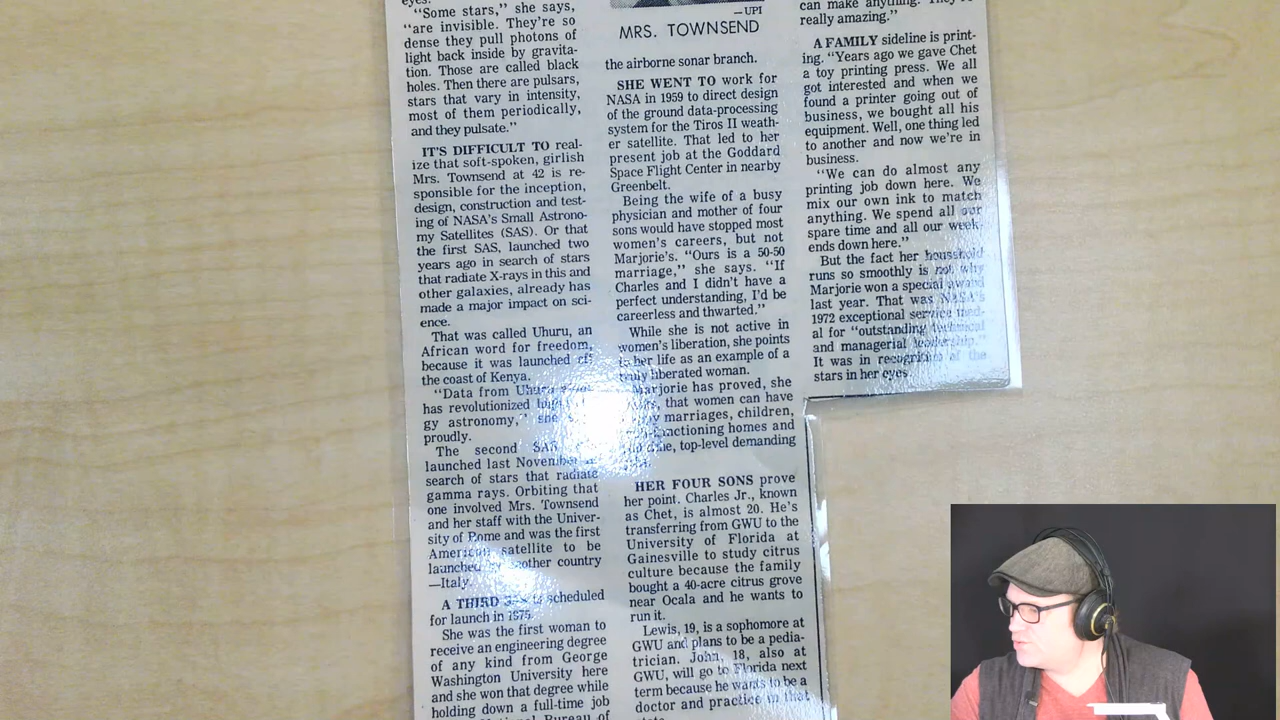 eyes.
"Some stars," she says,
"are invisible. They're so
dense they pull photons of
light back inside by gravita-
tion. Those are called black
holes. Then there are pulsars,
stars that vary in intensity,
most of them periodically,
and they pulsate."
IT'S DIFFICULT TO real-
ize that soft-spoken, girlish
Mrs. Townsend at 42 is re-
sponsible for the inception,
design, construction and test-
ing of NASA's Small Astrono-
my Satellites (SAS). Or that
the first SAS, launched two
years ago in search of stars
that radiate X-rays in this and
other galaxies, already has
made a major impact on sci-
ence.
That was called Uhuru, an
African word for freedom,
because it was launched off
the coast of Kenya.
"Data from Uhuru
has revolutionized
gy astronomy," she
proudly.
The second SAS
launched last November in
search of stars that radiate
gamma rays. Orbiting that
one involved Mrs. Townsend
and her staff with the Univer-
sity of Rome and was the first
American satellite to be
launched by another country
—Italy.
A THIRD SAS is scheduled
for launch in 1975.
She was the first woman to
receive an engineering degree
of any kind from George
Washington University here
and she won that degree while
holding down a full-time job
National Bureau of
—UPI
MRS. TOWNSEND
the airborne sonar branch.
SHE WENT TO work for
NASA in 1959 to direct design
of the ground data-processing
system for the Tiros II weath-
er satellite. That led to her
present job at the Goddard
Space Flight Center in nearby
Greenbelt.
Being the wife of a busy
physician and mother of four
sons would have stopped most
women's careers, but not
Marjorie's. "Ours is a 50-50
marriage," she says. "If
Charles and I didn't have a
perfect understanding, I'd be
careerless and thwarted."
While she is not active in
women's liberation, she points
to her life as an example of a
truly liberated woman.
Marjorie has proved, she
that women can have
marriages, children,
functioning homes and
time, top-level demanding
HER FOUR SONS prove
her point. Charles Jr., known
as Chet, is almost 20. He's
transferring from GWU to the
University of Florida at
Gainesville to study citrus
culture because the family
bought a 40-acre citrus grove
near Ocala and he wants to
run it.
Lewis, 19, is a sophomore at
GWU and plans to be a pedia-
trician. John, 18, also at
GWU, will go to Florida next
term because he wants to be a
doctor and practice in that
can make anything. They're
really amazing."
A FAMILY sideline is print-
ing. "Years ago we gave Chet
a toy printing press. We all
got interested and when we
found a printer going out of
business, we bought all his
equipment. Well, one thing led
to another and now we're in
business.
"We can do almost any
printing job down here. We
mix our own ink to match
anything. We spend all our
spare time and all our week
ends down here."
But the fact her household
runs so smoothly is not why
Marjorie won a special award
last year. That was NASA's
1972 exceptional service med-
al for "outstanding technical
and managerial leadership."
It was in recognition of the
stars in her eyes.